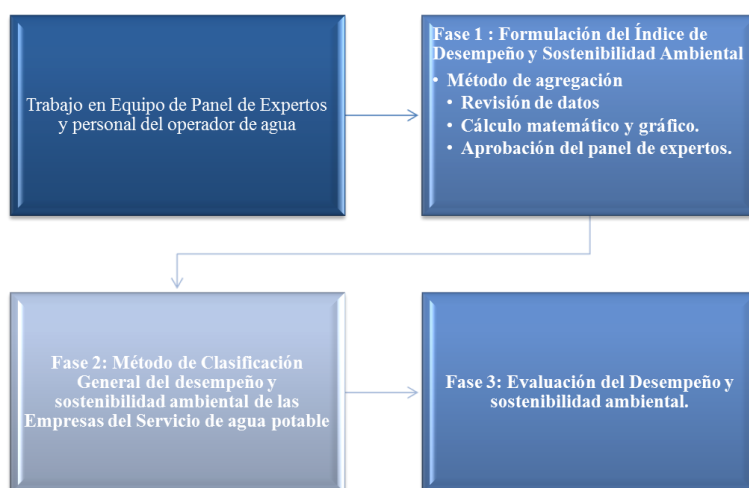 Trabajo en Equipo de Panel de Expertos
y personal del operador de agua
Fase 1 : Formulación del Índice de
Desempeño y Sostenibilidad Ambiental
• Método de agregación
• Revisión de datos
• Cálculo matemático y gráfico.
• Aprobación del panel de expertos.
Fase 2: Método de Clasificación
General del desempeño y
sostenibilidad ambiental de las
Empresas del Servicio de agua potable
Fase 3: Evaluación del Desempeño y
sostenibilidad ambiental.